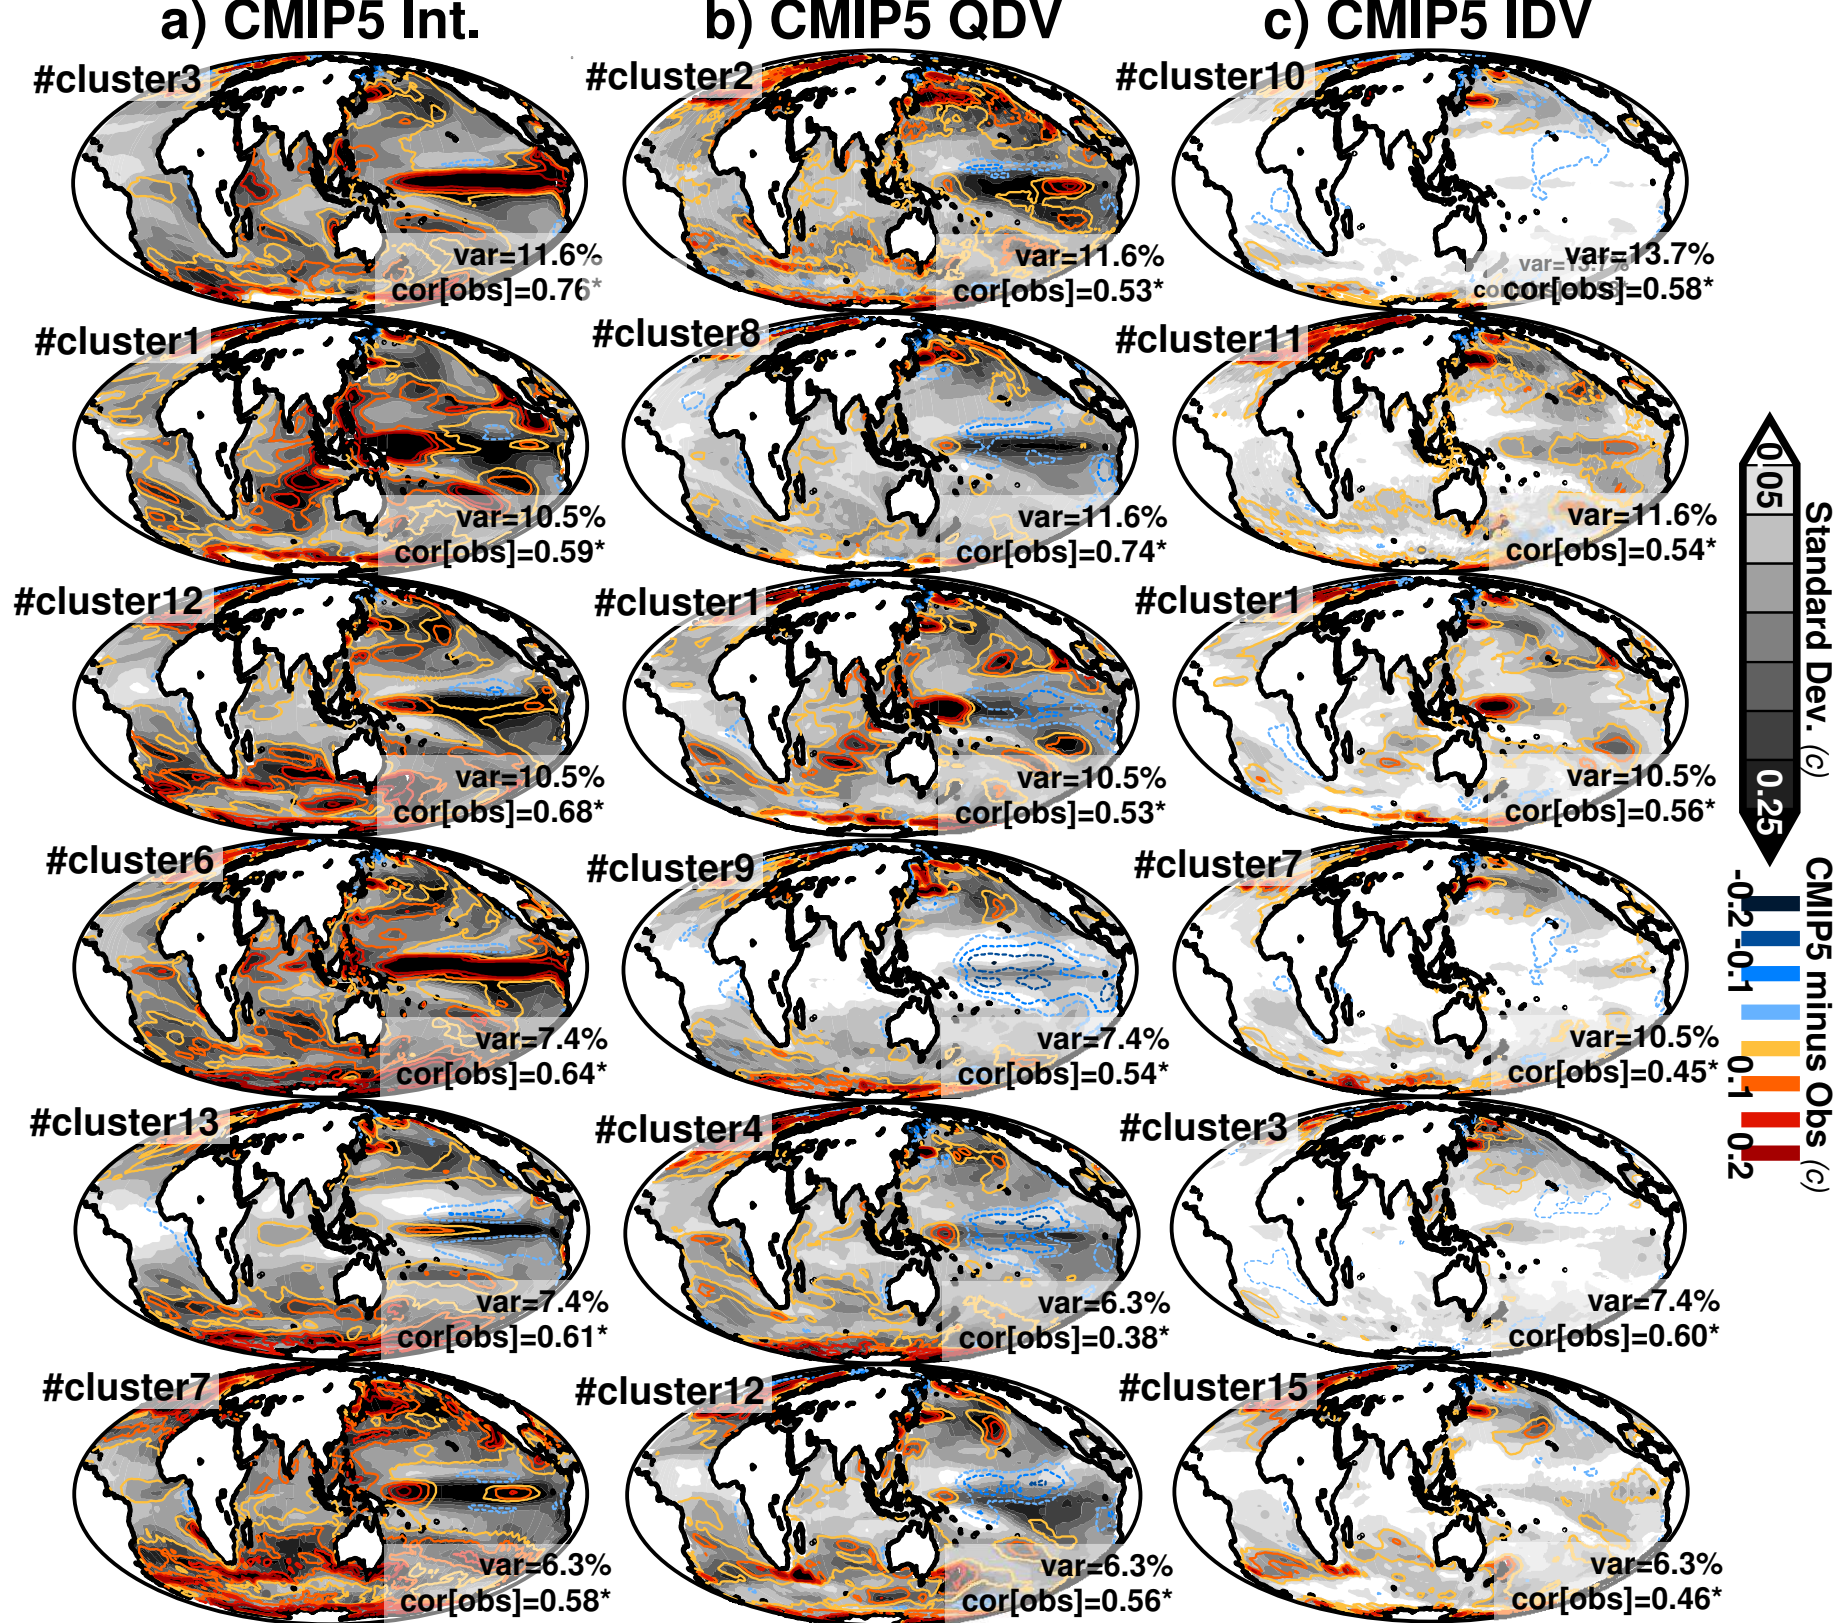 a) CMIP5 Int.
b) CMIP5 QDV
c) CMIP5 IDV
#cluster3
var=11.6%
cor[obs]=0.76*
#cluster2
var=11.6%
cor[obs]=0.53*
#cluster10
var=13.7%
cor[obs]=0.58*
#cluster1
var=10.5%
cor[obs]=0.59*
#cluster8
var=11.6%
cor[obs]=0.74*
#cluster11
var=11.6%
cor[obs]=0.54*
#cluster12
var=10.5%
cor[obs]=0.68*
#cluster1
var=10.5%
cor[obs]=0.53*
#cluster1
var=10.5%
cor[obs]=0.56*
#cluster6
var=7.4%
cor[obs]=0.64*
#cluster9
var=7.4%
cor[obs]=0.54*
#cluster7
var=10.5%
cor[obs]=0.45*
#cluster13
var=7.4%
cor[obs]=0.61*
#cluster4
var=6.3%
cor[obs]=0.38*
#cluster3
var=7.4%
cor[obs]=0.60*
#cluster7
var=6.3%
cor[obs]=0.58*
#cluster12
var=6.3%
cor[obs]=0.56*
#cluster15
var=6.3%
cor[obs]=0.46*
0.05
0.25
Standard Dev. (c)
-0.2
-0.1
0.1
0.2
CMIP5 minus Obs (c)